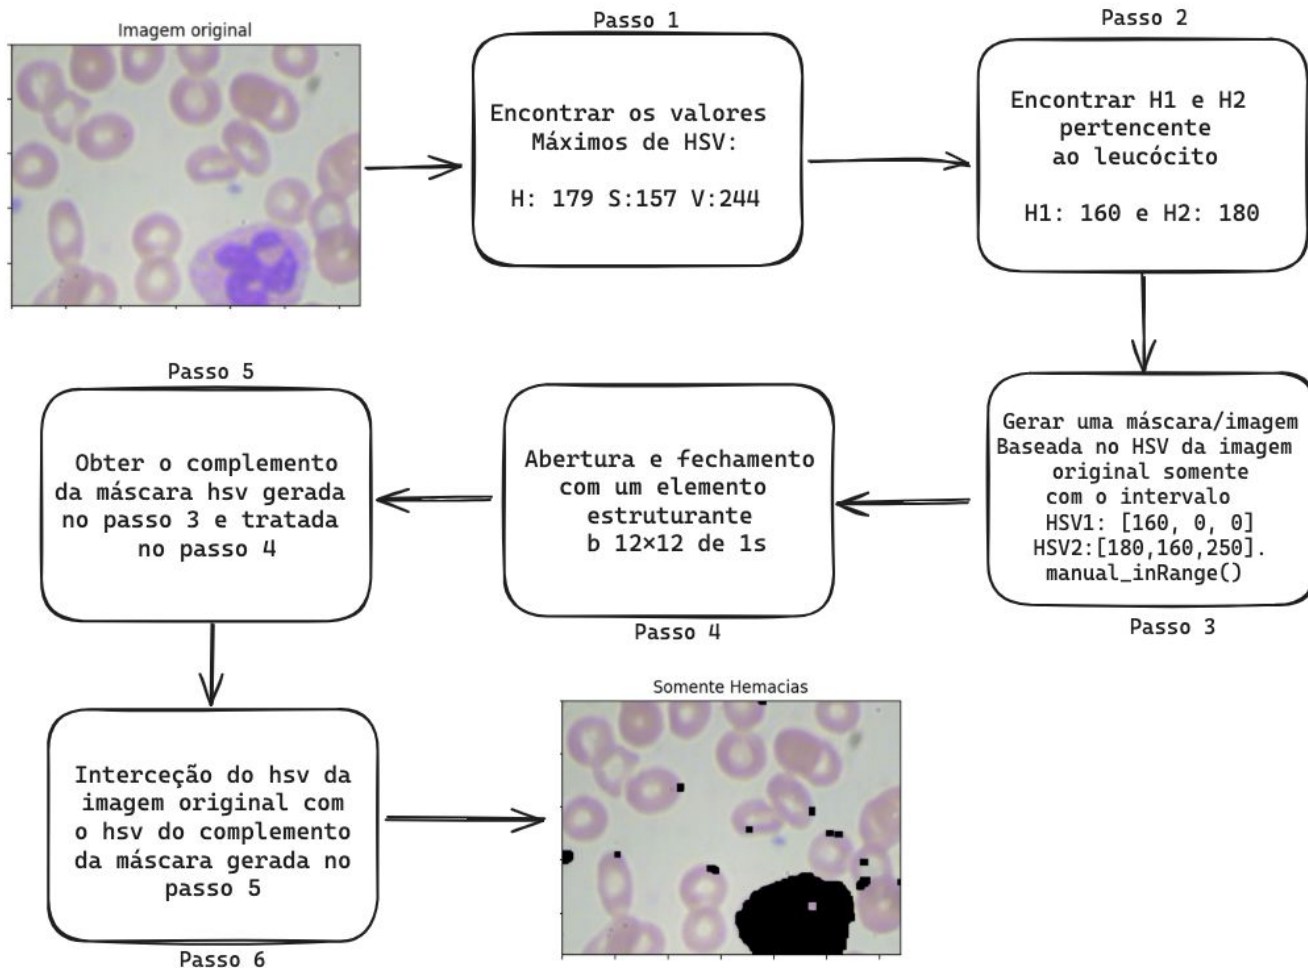 Imagem original
Passo 1
Encontrar os valores
Máximos de HSV:
H: 179 S:157 V:244
Passo 2
Encontrar H1 e H2
pertencente
ao leucócito
H1: 160 e H2: 180
Gerar uma máscara/imagem
Baseada no HSV da imagem
original somente
com o intervalo
HSV1: [160, 0, 0]
HSV2:[180,160,250].
manual_inRange()
Passo 3
Abertura e fechamento
com um elemento
estruturante
b 12×12 de 1s
Passo 4
Passo 5
Obter o complemento
da máscara hsv gerada
no passo 3 e tratada
no passo 4
Interceção do hsv da
imagem original com
o hsv do complemento
da máscara gerada no
passo 5
Passo 6
Somente Hemacias